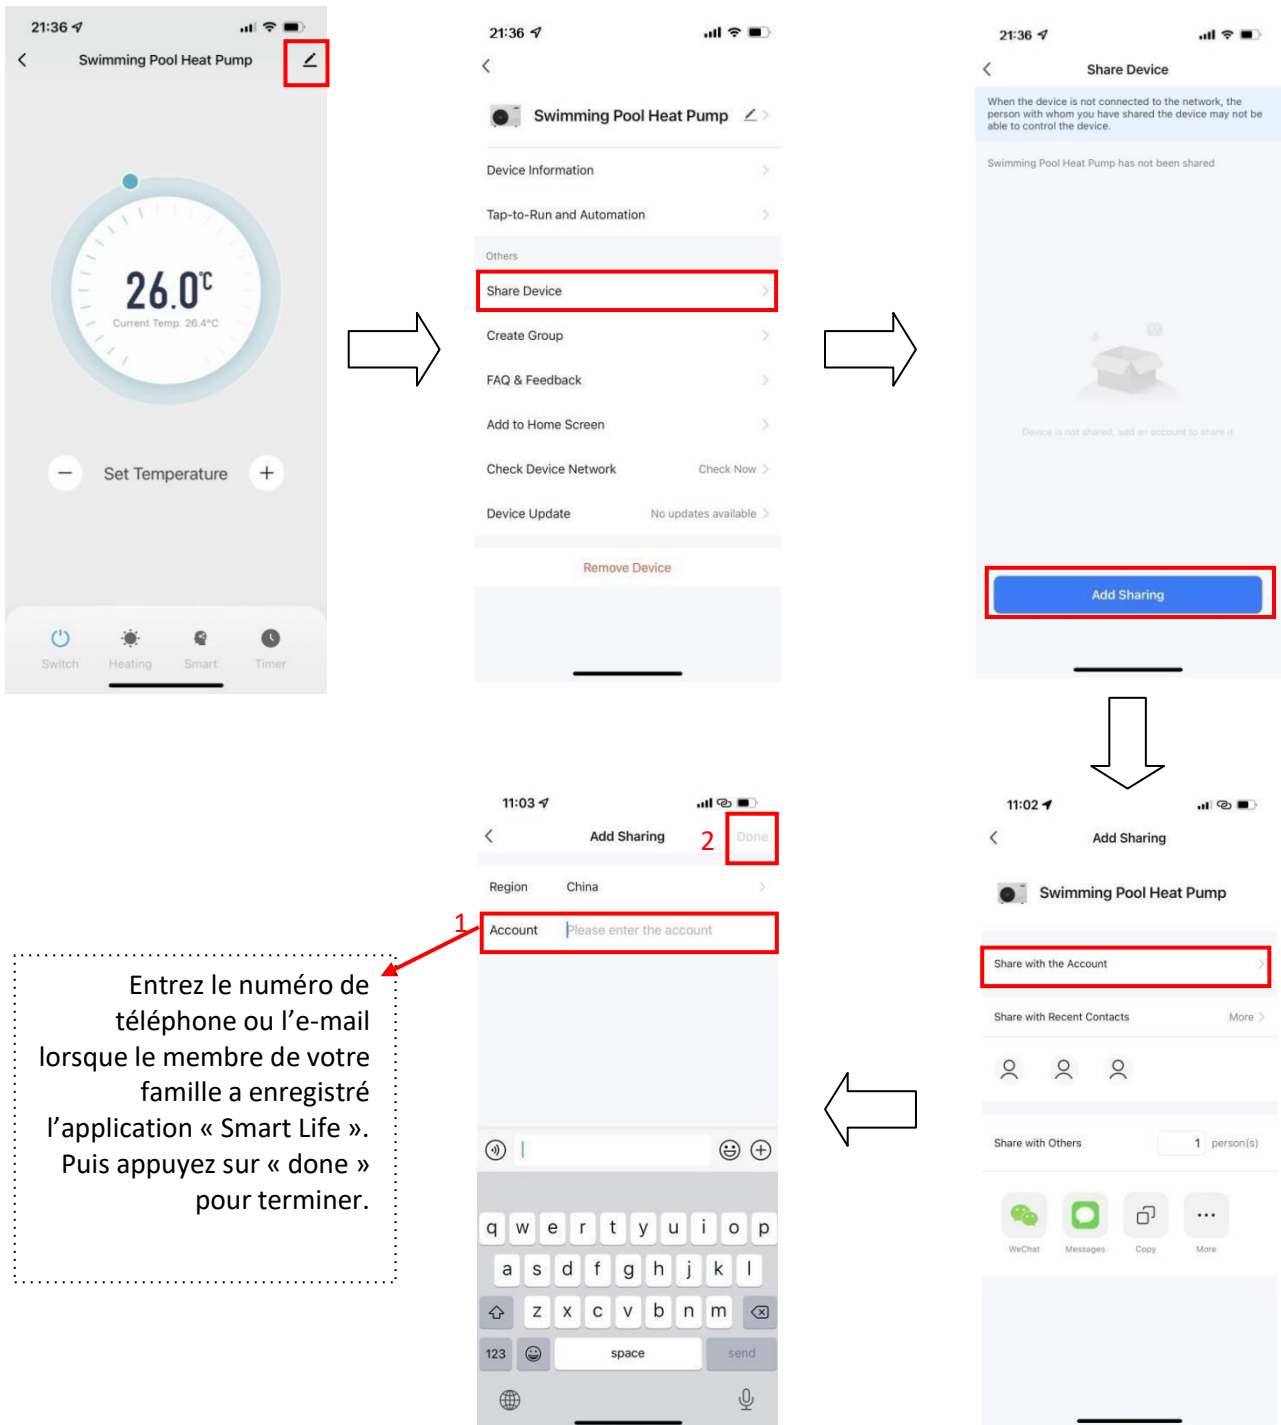 21:36
Swimming Pool Heat Pump
26.0℃
Current Temp. 26.4°C
Set Temperature
Switch Heating Smart Timer
21:36
Swimming Pool Heat Pump
Device Information
Tap-to-Run and Automation
Others
Share Device
Create Group
FAQ & Feedback
Add to Home Screen
Check Device Network Check Now
Device Update No updates available
Remove Device
21:36
Share Device
When the device is not connected to the network, the
person with whom you have shared the device may not be
able to control the device.
Swimming Pool Heat Pump has not been shared
Device is not shared, add an account to share it
Add Sharing
11:02
Add Sharing
Swimming Pool Heat Pump
Share with the Account
Share with Recent Contacts More
Share with Others 1 person(s)
WeChat Messages Copy More
11:03
Add Sharing 2 Done
Region China
1
Account Please enter the account
q w e r t y u i o p
a s d f g h j k l
z x c v b n m
123 space send
Entrez le numéro de
téléphone ou l’e-mail
lorsque le membre de votre
famille a enregistré
l’application « Smart Life ».
Puis appuyez sur « done »
pour terminer.